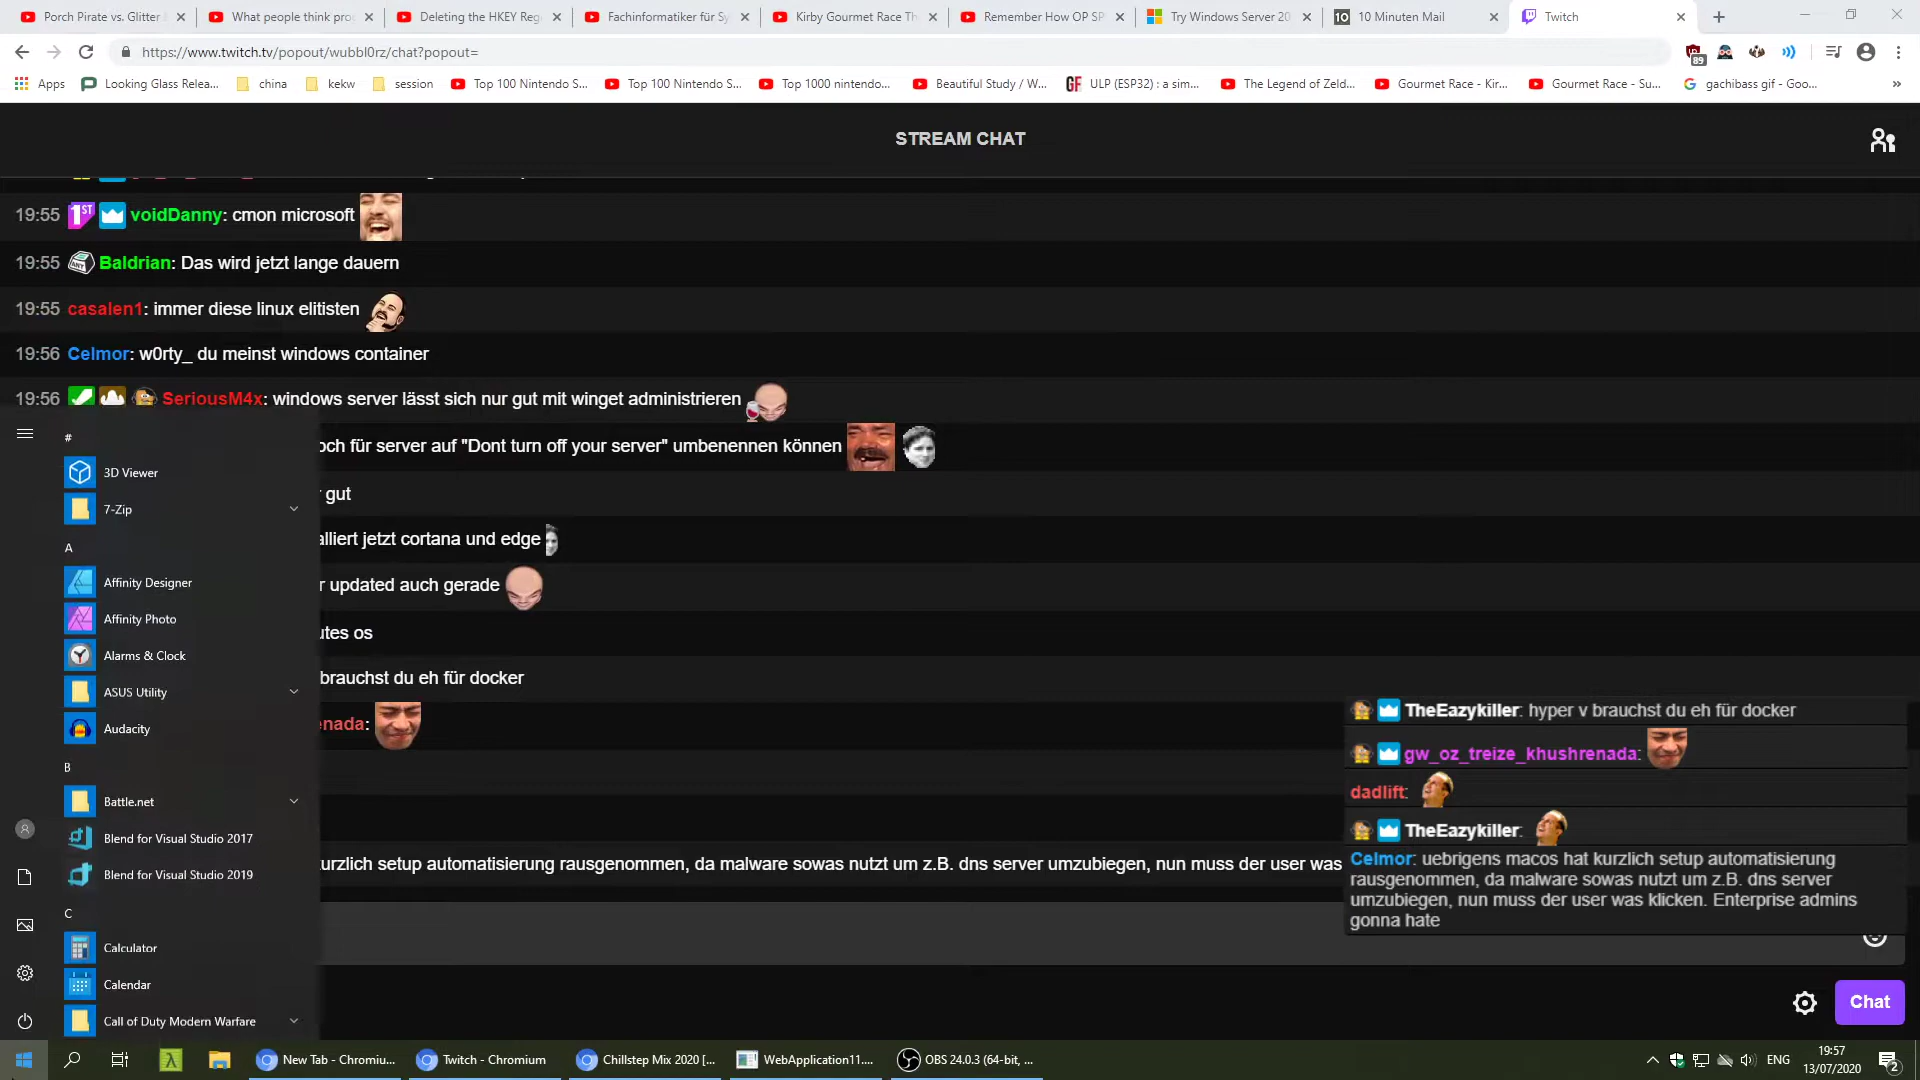 Porch Pirate vs. Glitter
What people think pro
Deleting the HKEY Reg
Fachinformatiker für Sy
Kirby Gourmet Race Th
Remember How OP SP
Try Windows Server 20
10 10 Minuten Mail
Twitch
https://www.twitch.tv/popout/wubbl0rz/chat?popout=
89
Apps
Looking Glass Relea...
china
kekw
session
Top 100 Nintendo S...
Top 100 Nintendo S...
Top 1000 nintendo...
Beautiful Study / W...
GF ULP (ESP32) : a sim...
The Legend of Zeld...
Gourmet Race - Kir...
Gourmet Race - Su...
gachibass gif - Goo...
»
STREAM CHAT
19:55 1ST voidDanny: cmon microsoft
19:55 Baldrian: Das wird jetzt lange dauern
19:55 casalen1: immer diese linux elitisten
19:56 Celmor: w0rty_ du meinst windows container
19:56 SeriousM4x: windows server lässt sich nur gut mit winget administrieren
och für server auf "Dont turn off your server" umbenennen können
gut
alliert jetzt cortana und edge
r updated auch gerade
utes os
brauchst du eh für docker
enada:
kurzlich setup automatisierung rausgenommen, da malware sowas nutzt um z.B. dns server umzubiegen, nun muss der user was
#
3D Viewer
7-Zip
A
Affinity Designer
Affinity Photo
Alarms & Clock
ASUS Utility
Audacity
B
Battle.net
Blend for Visual Studio 2017
Blend for Visual Studio 2019
C
Calculator
Calendar
Call of Duty Modern Warfare
TheEazykiller: hyper v brauchst du eh für docker
gw_oz_treize_khushrenada:
dadlift:
TheEazykiller:
Celmor: uebrigens macos hat kurzlich setup automatisierung
rausgenommen, da malware sowas nutzt um z.B. dns server
umzubiegen, nun muss der user was klicken. Enterprise admins
gonna hate
Chat
New Tab - Chromiu...
Twitch - Chromium
Chillstep Mix 2020 [...
WebApplication11....
OBS 24.0.3 (64-bit, ...
ENG
19:57
13/07/2020
2